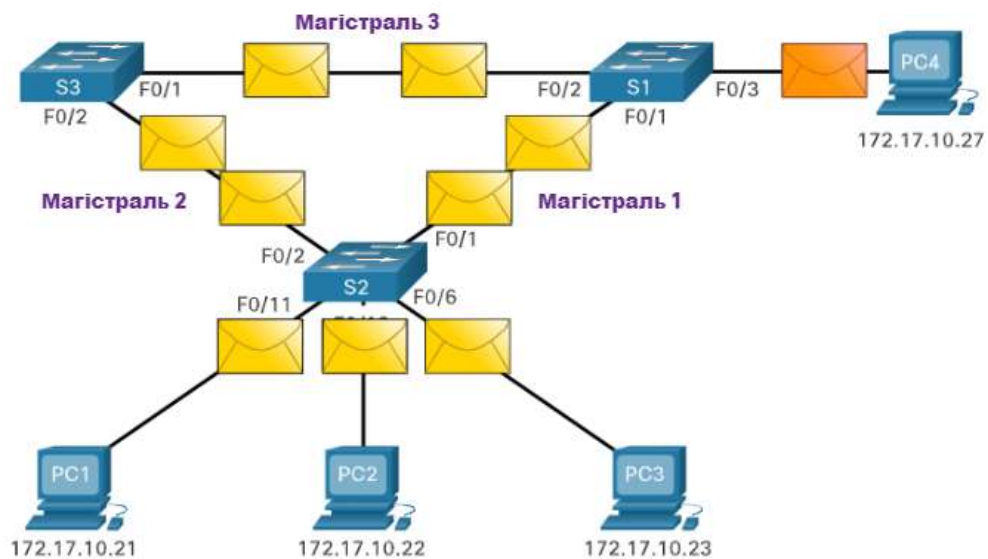 Магістраль 3
S3
F0/1
F0/2
S1
F0/3
PC4
F0/2
F0/1
172.17.10.27
Магістраль 2
Магістраль 1
F0/2
F0/1
S2
F0/11
F0/6
PC1
PC2
PC3
172.17.10.21
172.17.10.22
172.17.10.23